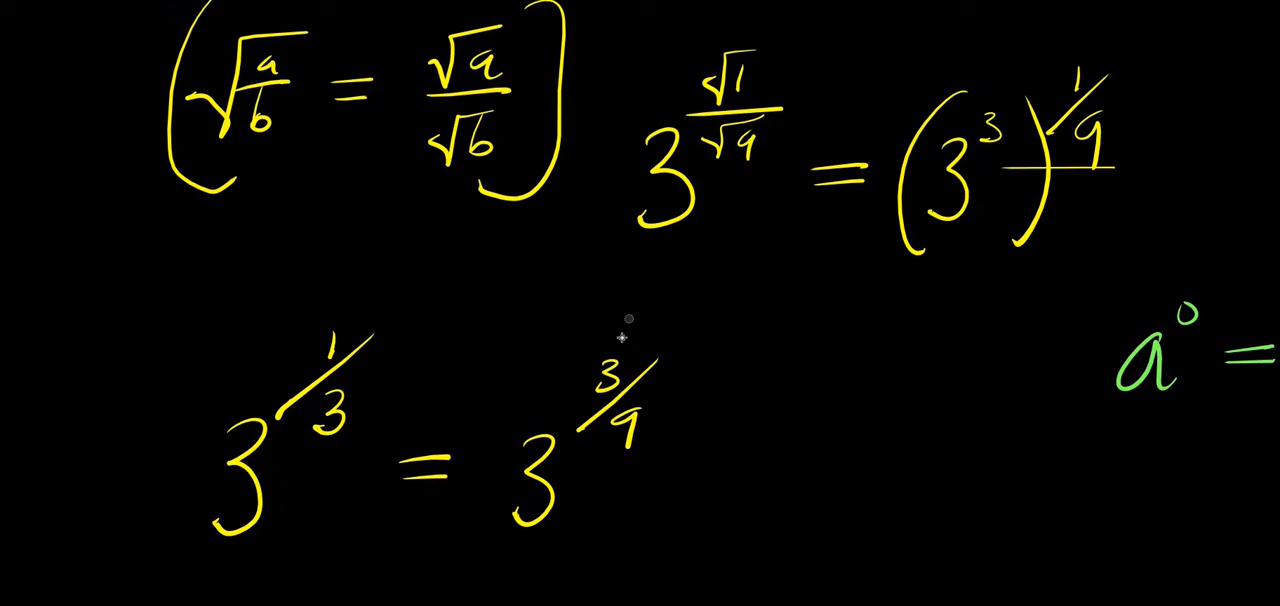 (√(a/b) = √a/√b) 3^(√1/√9) = (3^3)^(1/9)
a^0 =
3^(1/3) = 3^(3/9)